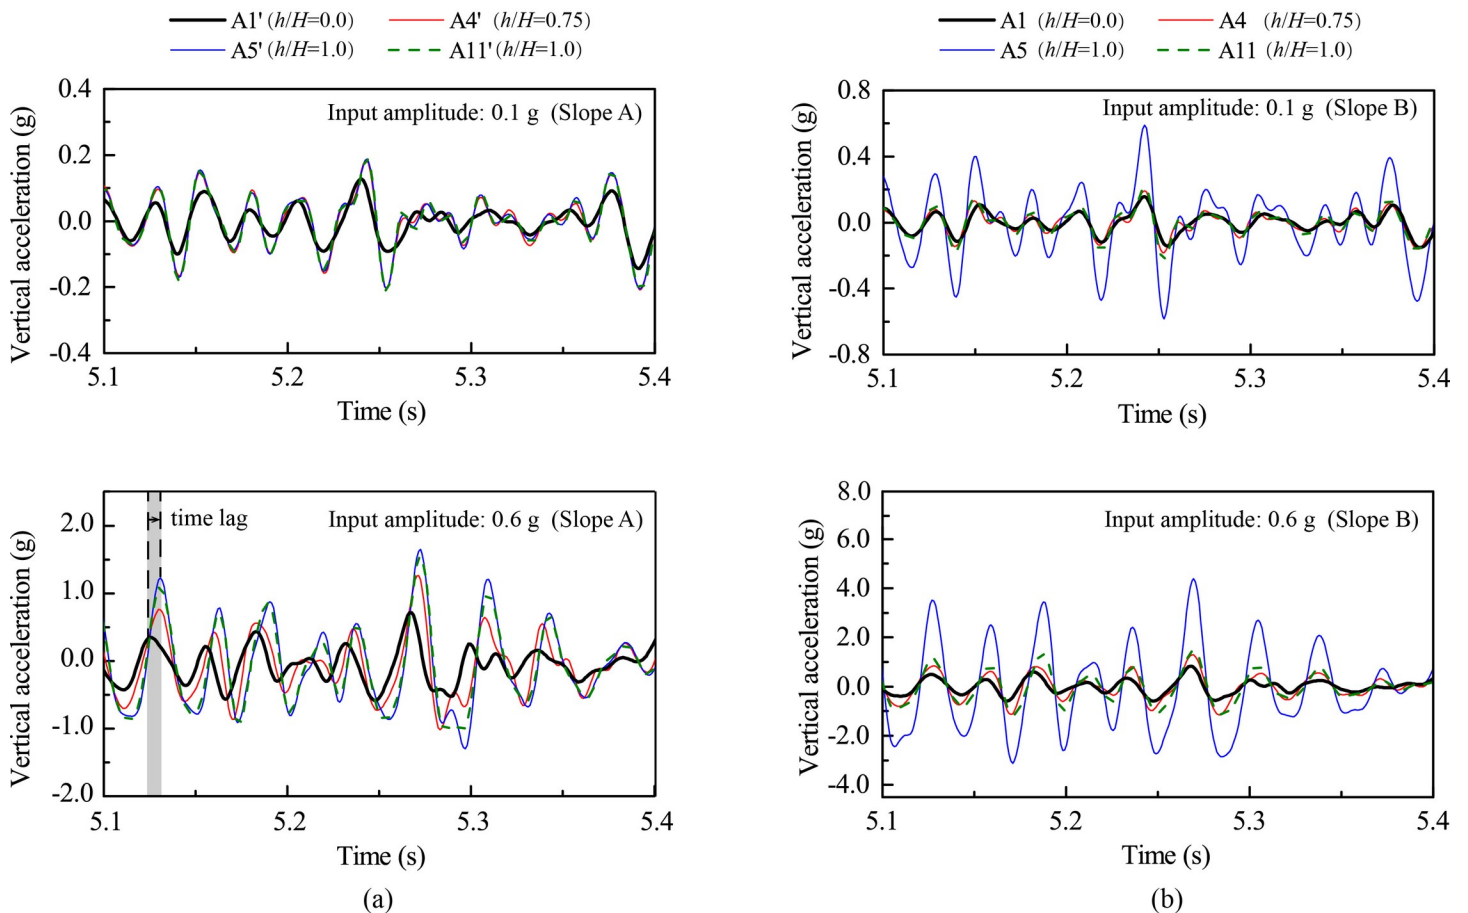 A1' (h/H=0.0) A4' (h/H=0.75)
A5' (h/H=1.0) A11' (h/H=1.0)
0.4
0.2
0.0
-0.2
-0.4
Vertical acceleration (g)
Input amplitude: 0.1 g (Slope A)
5.1 5.2 5.3 5.4
Time (s)
A1 (h/H=0.0) A4 (h/H=0.75)
A5 (h/H=1.0) A11 (h/H=1.0)
0.8
0.4
0.0
-0.4
-0.8
Vertical acceleration (g)
Input amplitude: 0.1 g (Slope B)
5.1 5.2 5.3 5.4
Time (s)
2.0
1.0
0.0
-1.0
-2.0
Vertical acceleration (g)
time lag
Input amplitude: 0.6 g (Slope A)
5.1 5.2 5.3 5.4
Time (s)
(a)
8.0
6.0
4.0
2.0
0.0
-2.0
-4.0
Vertical acceleration (g)
Input amplitude: 0.6 g (Slope B)
5.1 5.2 5.3 5.4
Time (s)
(b)